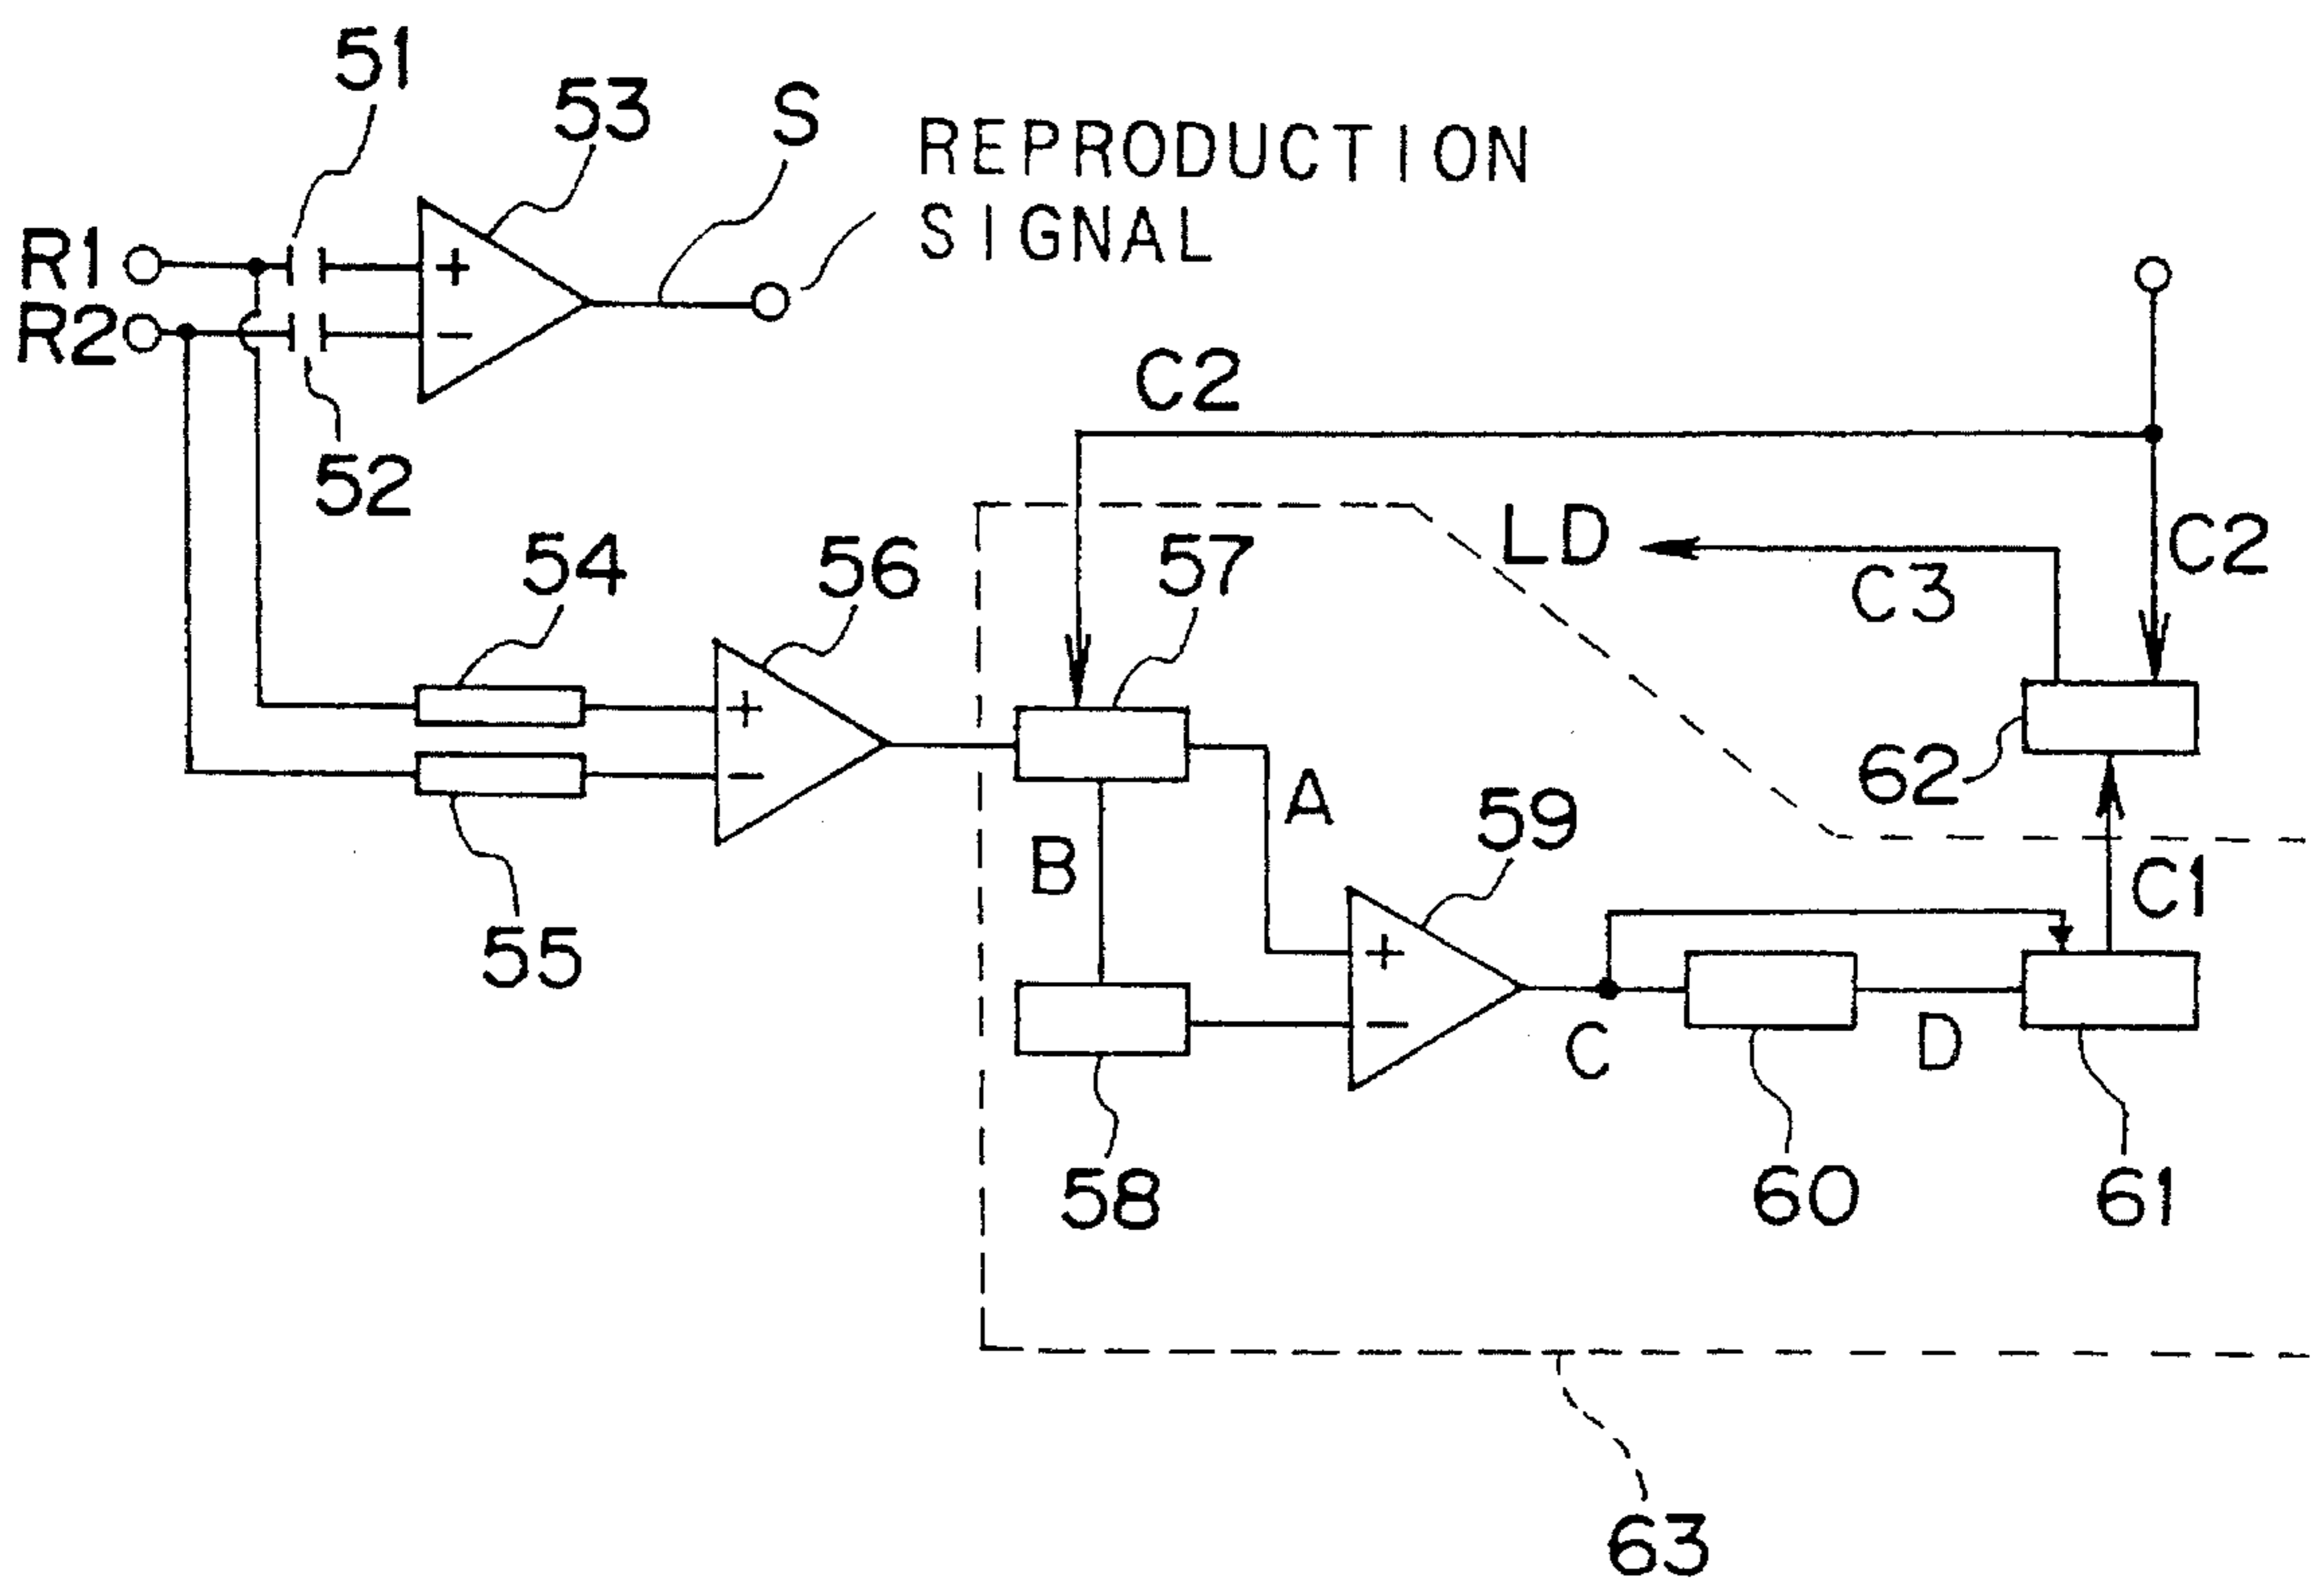 51
53
S
REPRODUCTION
SIGNAL
R1
+
R2
−
C2
52
LD
C2
54
56
57
C3
+
62
−
A
59
B
C1
55
+
−
C
D
58
60
61
63